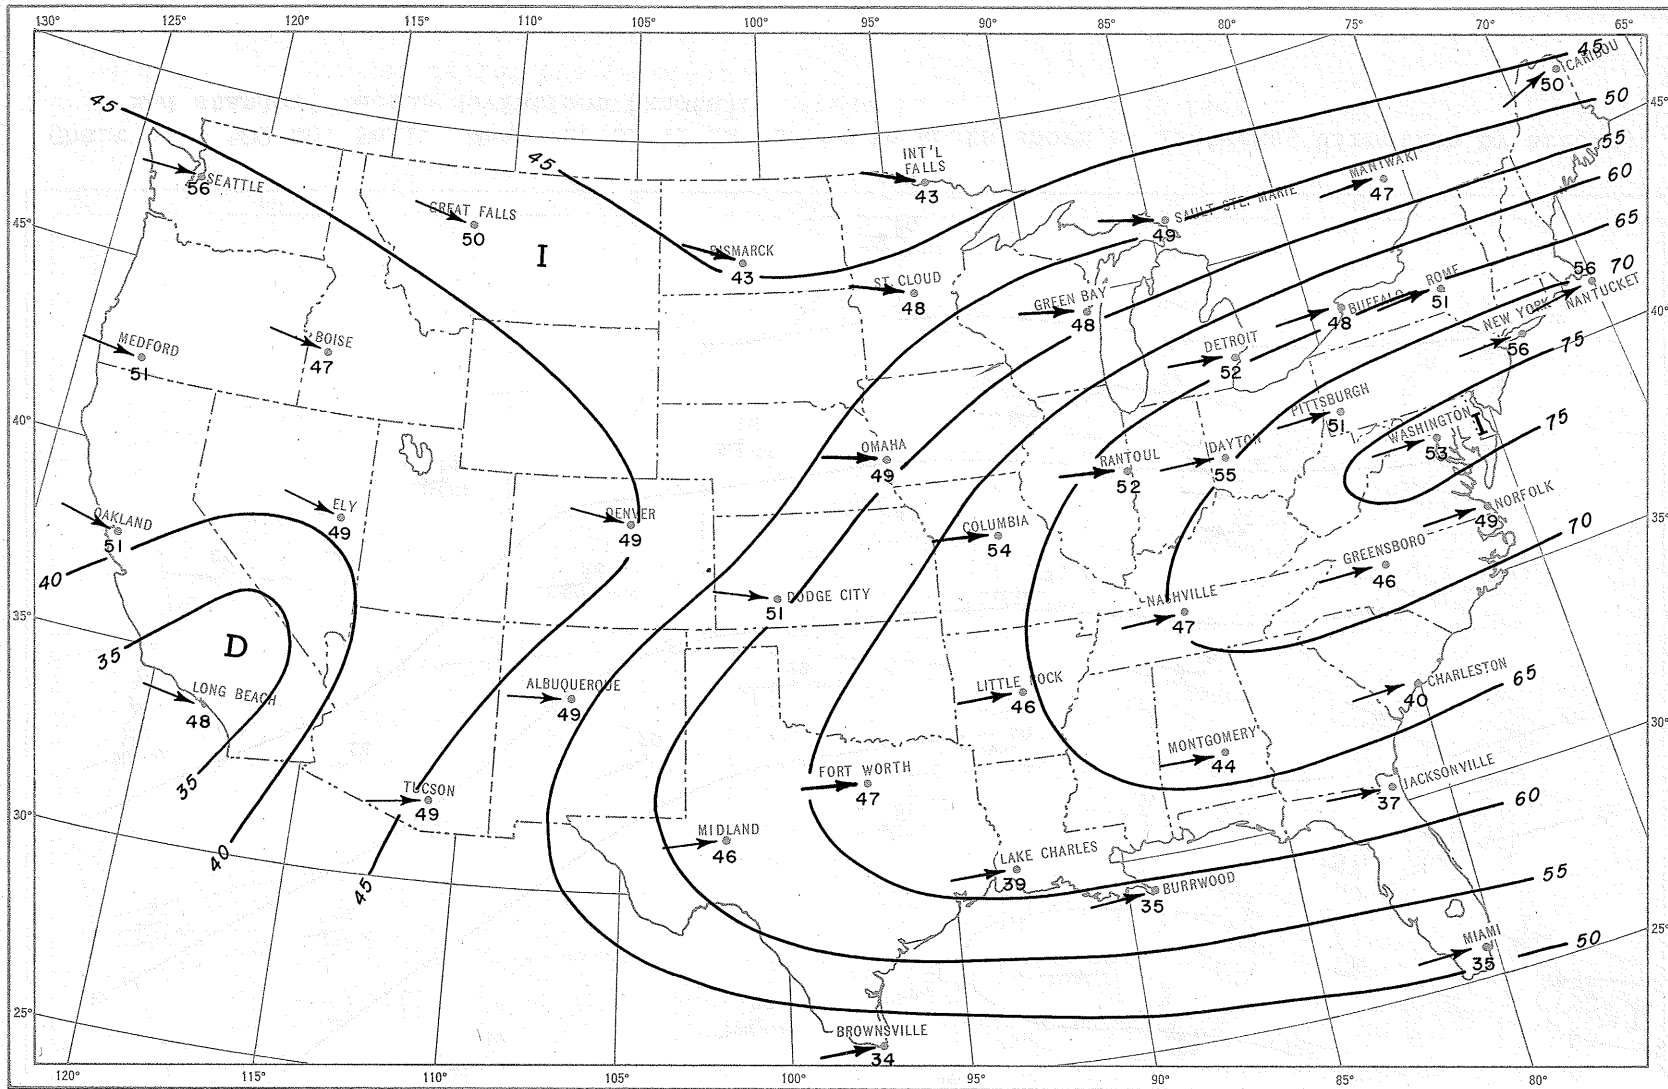 130° 125° 120° 115° 110° 105° 100° 95° 90° 85° 80° 75° 70° 65°
45
CARIBOU
50
45
50
45°
INT'L
FALLS
43
MANIWAKI
47
55
SEATTLE
56
45
GREAT FALLS
50
60
SAULT STE. MARIE
49
45°
I
BISMARCK
43
65
ST CLOUD
48
GREEN BAY
48
BUFFALO
48
ROME
51
56
70
NANTUCKET
NEW YORK
56
40°
MEDFORD
51
BOISE
47
DETROIT
52
75
PITTSBURGH
51
40°
OMAHA
49
RANTOUL
52
DAYTON
55
WASHINGTON
53
I
75
OAKLAND
51
ELY
49
DENVER
49
COLUMBIA
54
NORFOLK
49
35°
70
40
GREENSBORO
46
DODGE CITY
51
NASHVILLE
47
35°
35
D
LONG BEACH
48
ALBUQUERQUE
49
LITTLE ROCK
46
CHARLESTON
40
65
30°
35
TUCSON
49
FORT WORTH
47
MONTGOMERY
44
JACKSONVILLE
37
60
30°
40
45
MIDLAND
46
LAKE CHARLES
39
BURRWOOD
35
55
25°
MIAMI
35
50
25°
BROWNSVILLE
34
120° 115° 110° 105° 100° 95° 90° 85° 80°